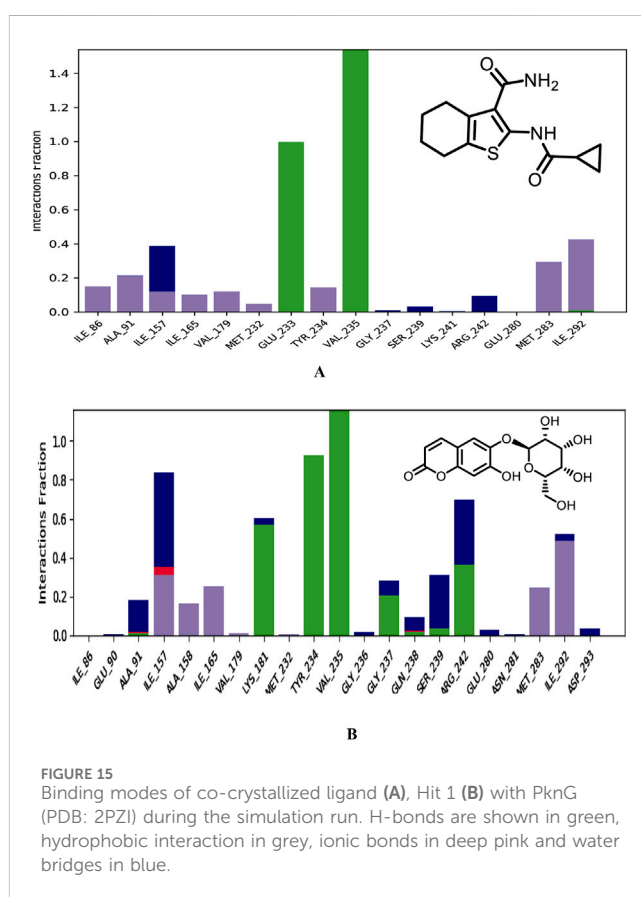 1.4
1.2
1.0
0.8
0.6
0.4
0.2
0.0
Interactions Fraction
O
NH2
NH
S
O
ILE_86 ALA_91 ILE_157 ILE_165 VAL_179 MET_232 GLU_233 TYR_234 VAL_235 GLY_237 SER_239 LYS_241 ARG_242 GLU_280 MET_283 ILE_292
A
1.0
0.8
0.6
0.4
0.2
0.0
Interactions Fraction
OH
HO
O
OH
O
O
O
OH
OH
OH
ILE_86 GLU_90 ALA_91 ILE_157 ALA_158 ILE_165 VAL_179 LYS_181 MET_232 TYR_234 VAL_235 GLY_236 GLY_237 GLN_238 SER_239 ARG_242 GLU_280 ASN_281 MET_283 ILE_292 ASP_293
B
FIGURE 15
Binding modes of co-crystallized ligand (A), Hit 1 (B) with PknG
(PDB: 2PZI) during the simulation run. H-bonds are shown in green,
hydrophobic interaction in grey, ionic bonds in deep pink and water
bridges in blue.